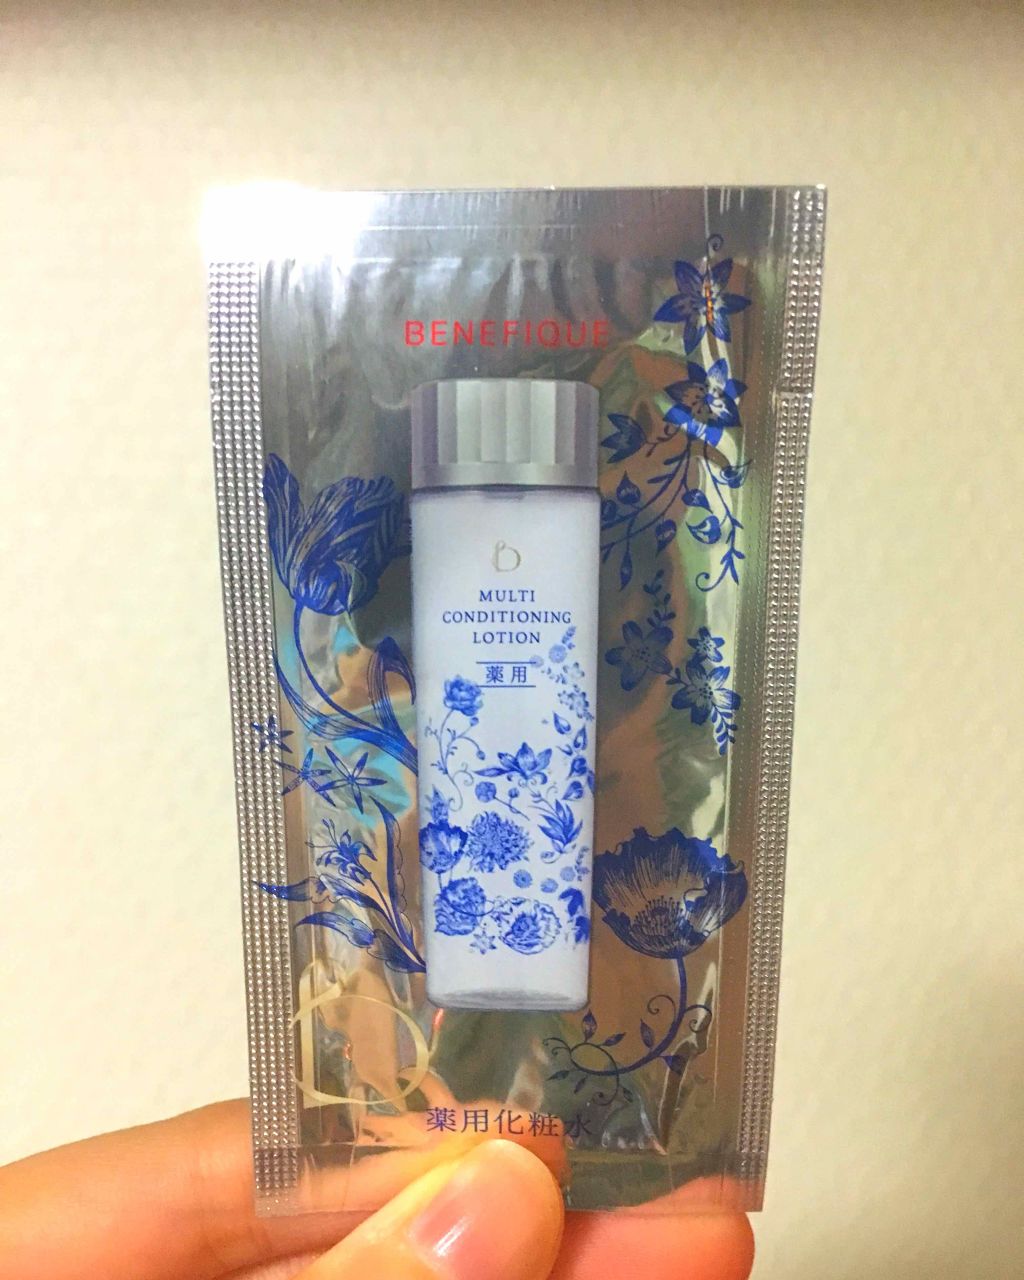 BENEFIQUE
MULTI
CONDITIONING
LOTION
薬用
薬用化粧水